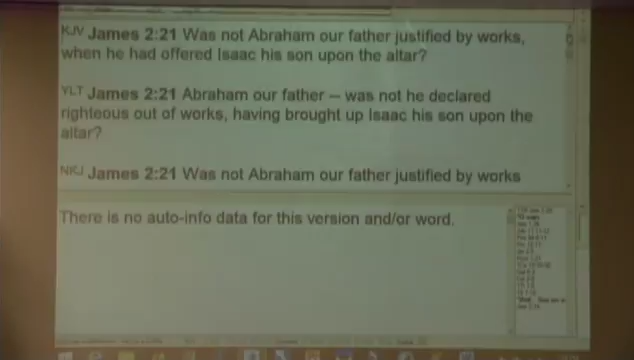 KJV James 2:21 Was not Abraham our father justified by works,
when he had offered Isaac his son upon the altar?
YLT James 2:21 Abraham our father -- was not he declared
righteous out of works, having brought up Isaac his son upon the
altar?
NKJ James 2:21 Was not Abraham our father justified by works
There is no auto-info data for this version and/or word.